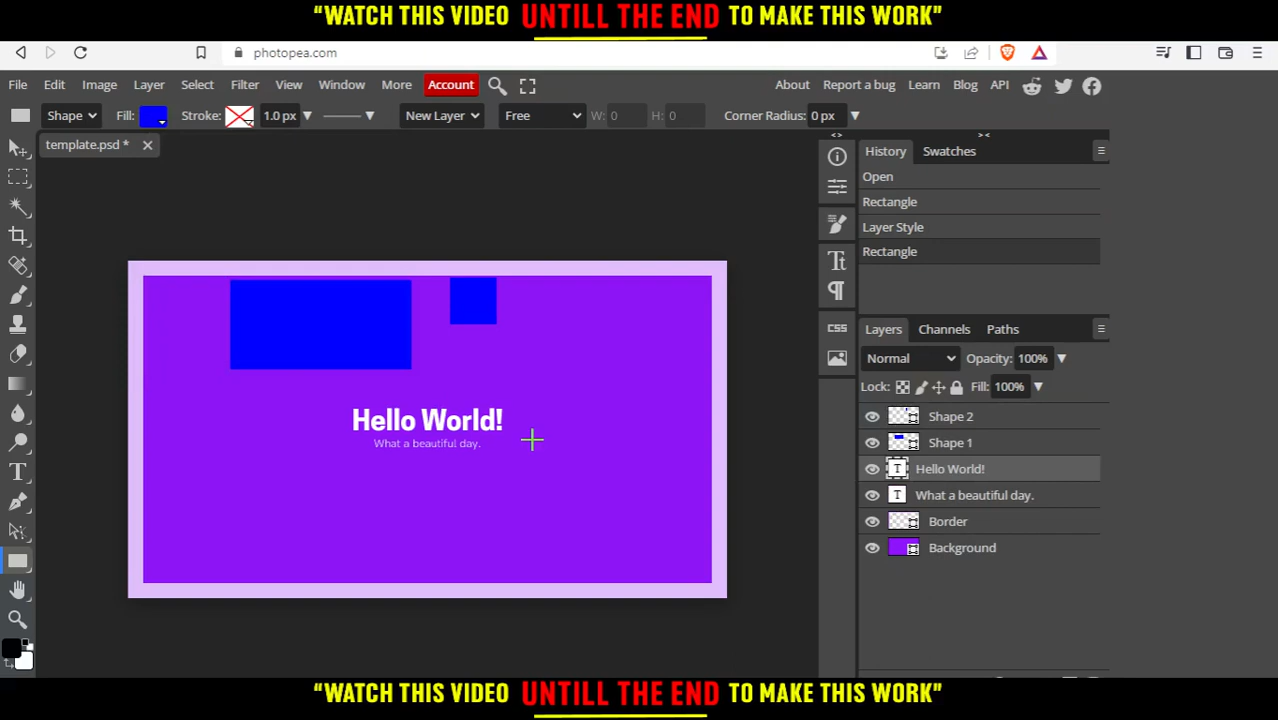 “WATCH THIS VIDEO UNTILL THE END TO MAKE THIS WORK”
photopea.com
File Edit Image Layer Select Filter View Window More Account About Report a bug Learn Blog API
Shape Fill: Stroke: 1.0 px New Layer Free W: 0 H: 0 Corner Radius: 0 px
template.psd *
< >
> <
History Swatches
Open
Rectangle
Layer Style
Rectangle
Hello World!
What a beautiful day.
CSS
Layers Channels Paths
Normal Opacity: 100%
Lock: Fill: 100%
Shape 2
Shape 1
T Hello World!
T What a beautiful day.
Border
Background
“WATCH THIS VIDEO UNTILL THE END TO MAKE THIS WORK”